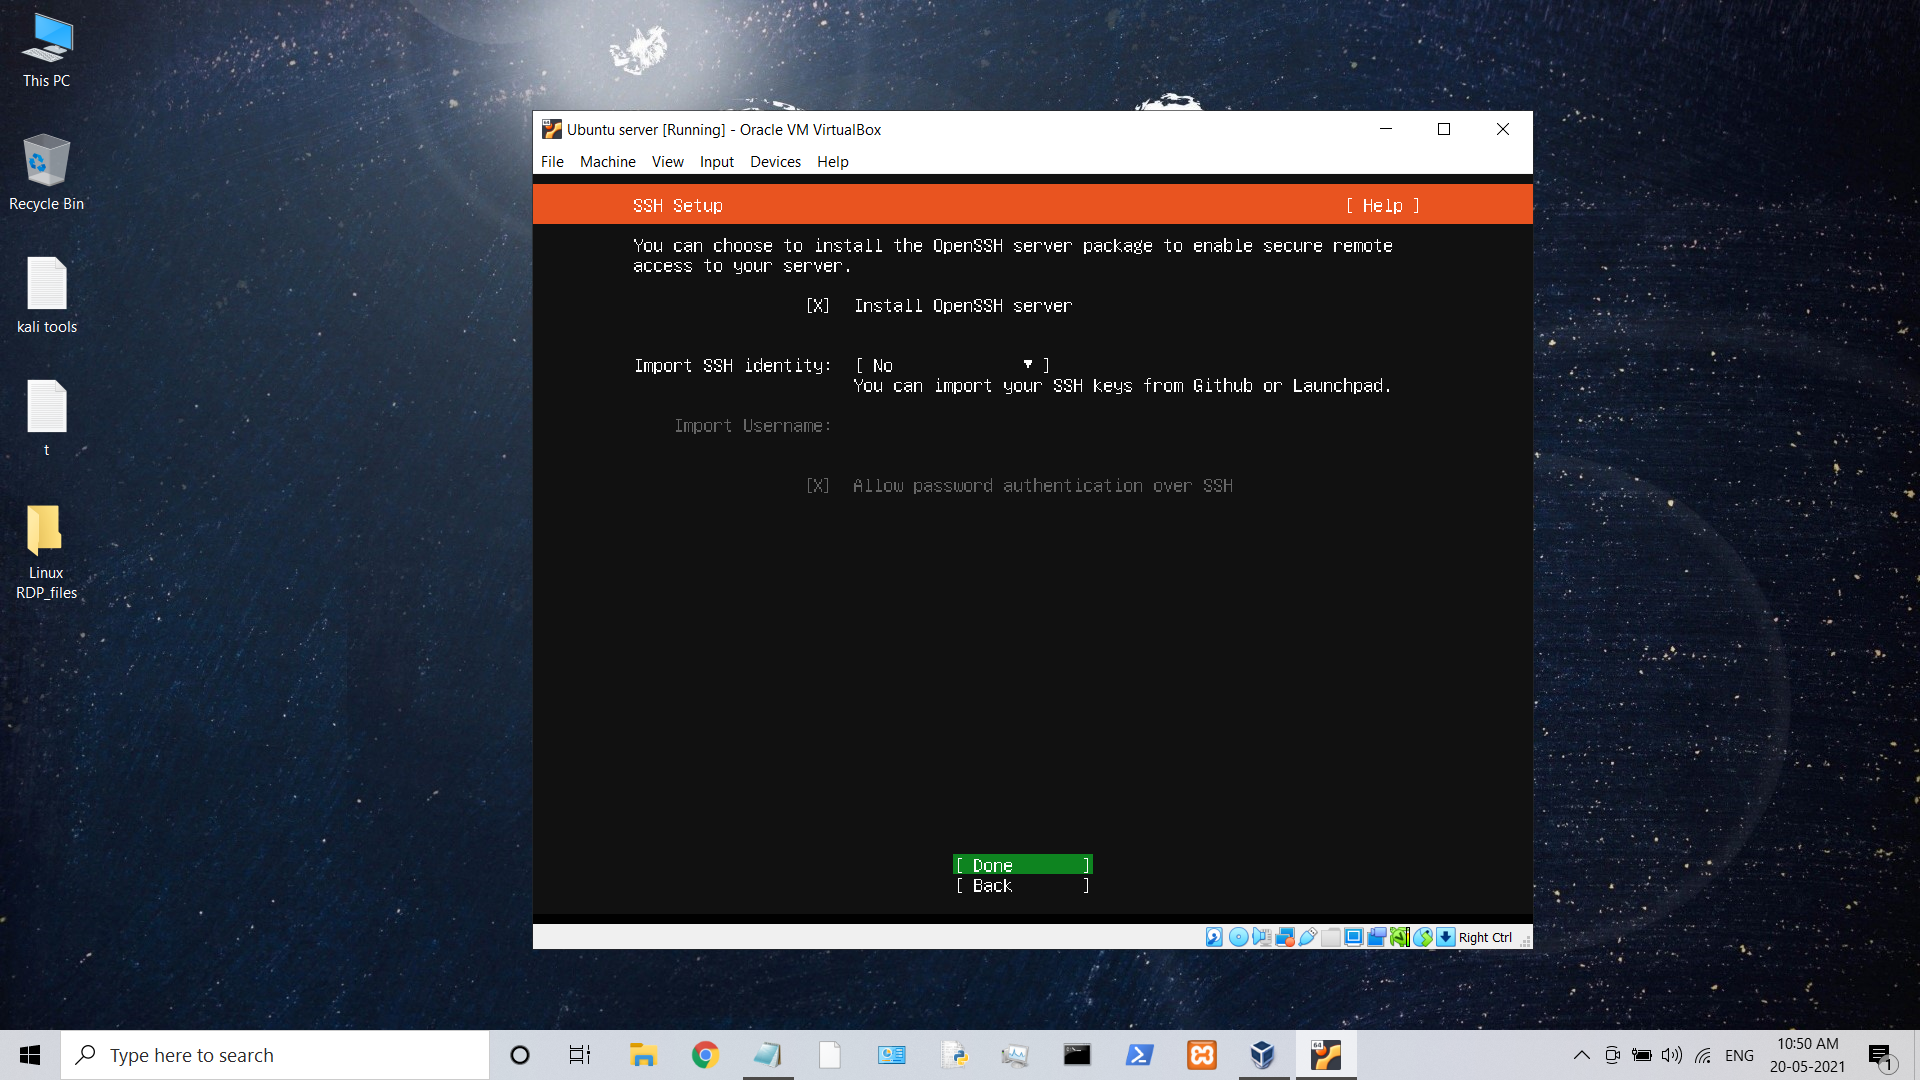 This PC
Recycle Bin
kali tools
t
Linux
RDP_files
Ubuntu server [Running] - Oracle VM VirtualBox
File Machine View Input Devices Help
SSH Setup [ Help ]
You can choose to install the OpenSSH server package to enable secure remote
access to your server.
[X] Install OpenSSH server
Import SSH identity: [ No ▼ ]
You can import your SSH keys from Github or Launchpad.
Import Username:
[X] Allow password authentication over SSH
[ Done ]
[ Back ]
Right Ctrl
Type here to search
64
ENG
10:50 AM
20-05-2021
1